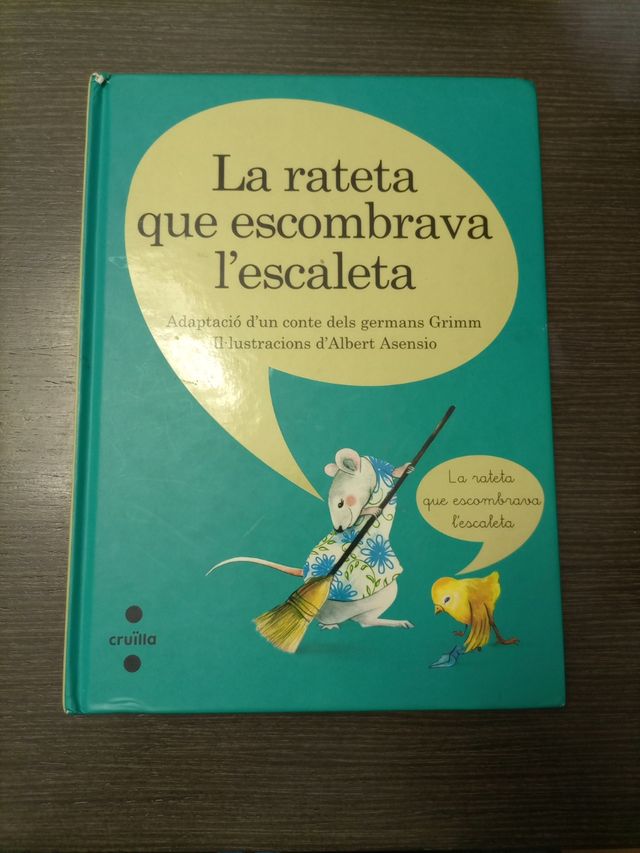 La rateta
que escombrava
l'escaleta
Adaptació d'un conte dels germans Grimm
Il·lustracions d'Albert Asensio
La rateta
que escombrava
l'escaleta
cruïlla